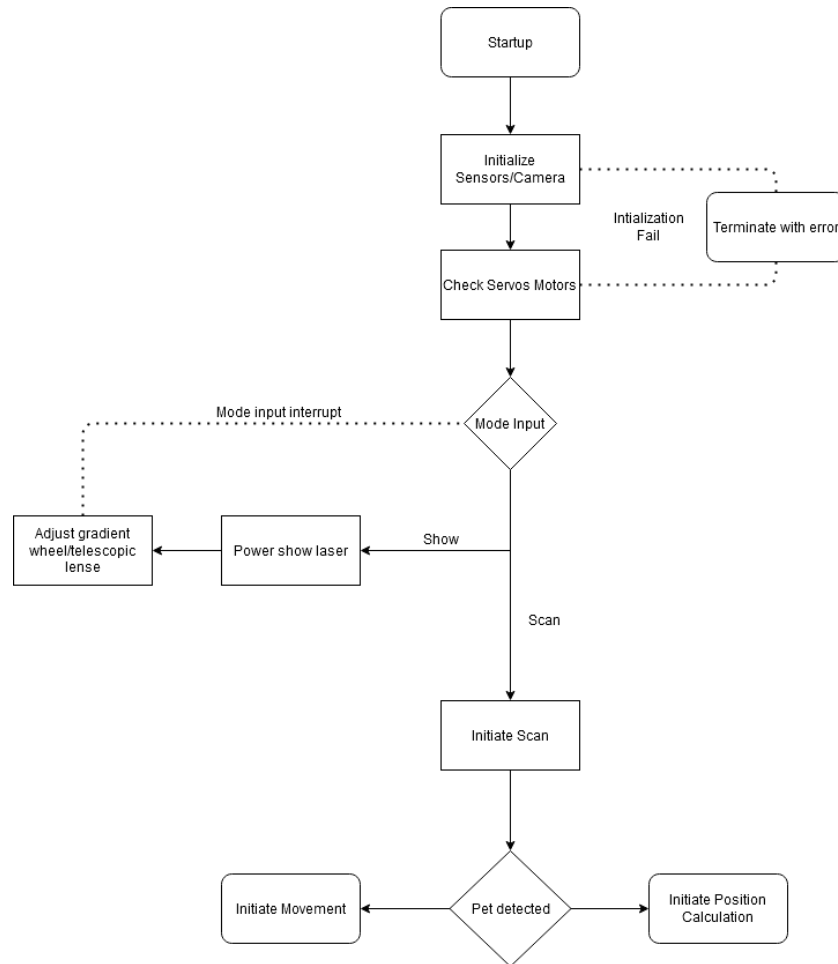 Startup
Initialize
Sensors/Camera
Intialization
Fail
Terminate with error
Check Servos Motors
Mode input interrupt
Mode Input
Adjust gradient
wheel/telescopic
lense
Power show laser
Show
Scan
Initiate Scan
Initiate Movement
Pet detected
Initiate Position
Calculation